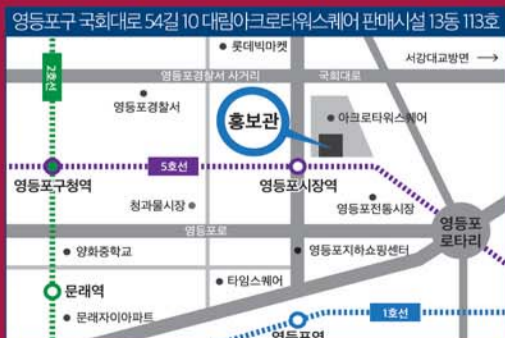 영등포구 국회대로 54길 10 대림아크로타워스퀘어 판매시설 13동 113호
롯데빅마켓
서강대교방면
2호선
영등포경찰서 사거리
국회대로
영등포경찰서
홍보관
아크로타워스퀘어
5호선
영등포구청역
영등포시장역
청과물시장
영등포전통시장
영등포로
영등포
로타리
양화중학교
영등포지하쇼핑센터
타임스퀘어
문래역
문래자이아파트
1호선
영등포역